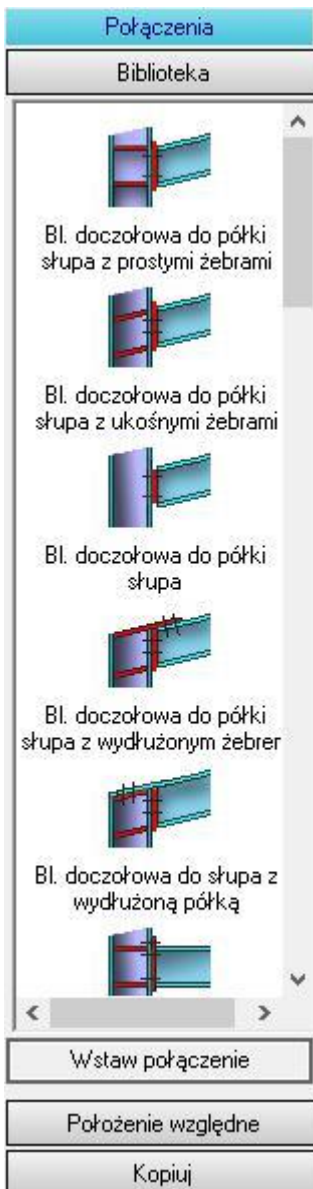 Połączenia
Biblioteka
Bl. doczołowa do półki
słupa z prostymi żebrami
Bl. doczołowa do półki
słupa z ukośnymi żebrami
Bl. doczołowa do półki
słupa
Bl. doczołowa do półki
słupa z wydłużonym żebrer
Bl. doczołowa do słupa z
wydłużoną półką
Wstaw połączenie
Położenie względne
Kopiuj